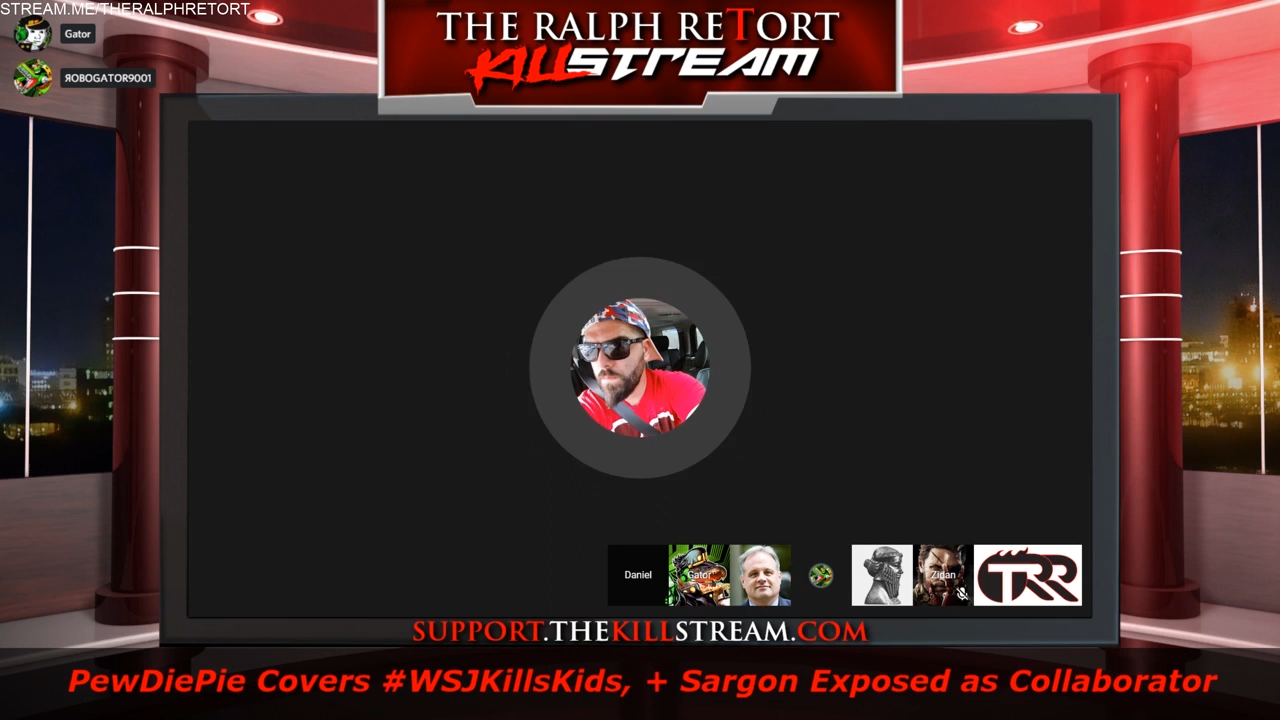 STREAM.ME/THERALPHRETORT
Gator
ЯOBOGATOR9001
THE RALPH RETORT
KILLSTREAM
Daniel
Gator
Zidan
TRR
SUPPORT.THEKILLSTREAM.COM
PewDiePie Covers #WSJKillsKids, + Sargon Exposed as Collaborator